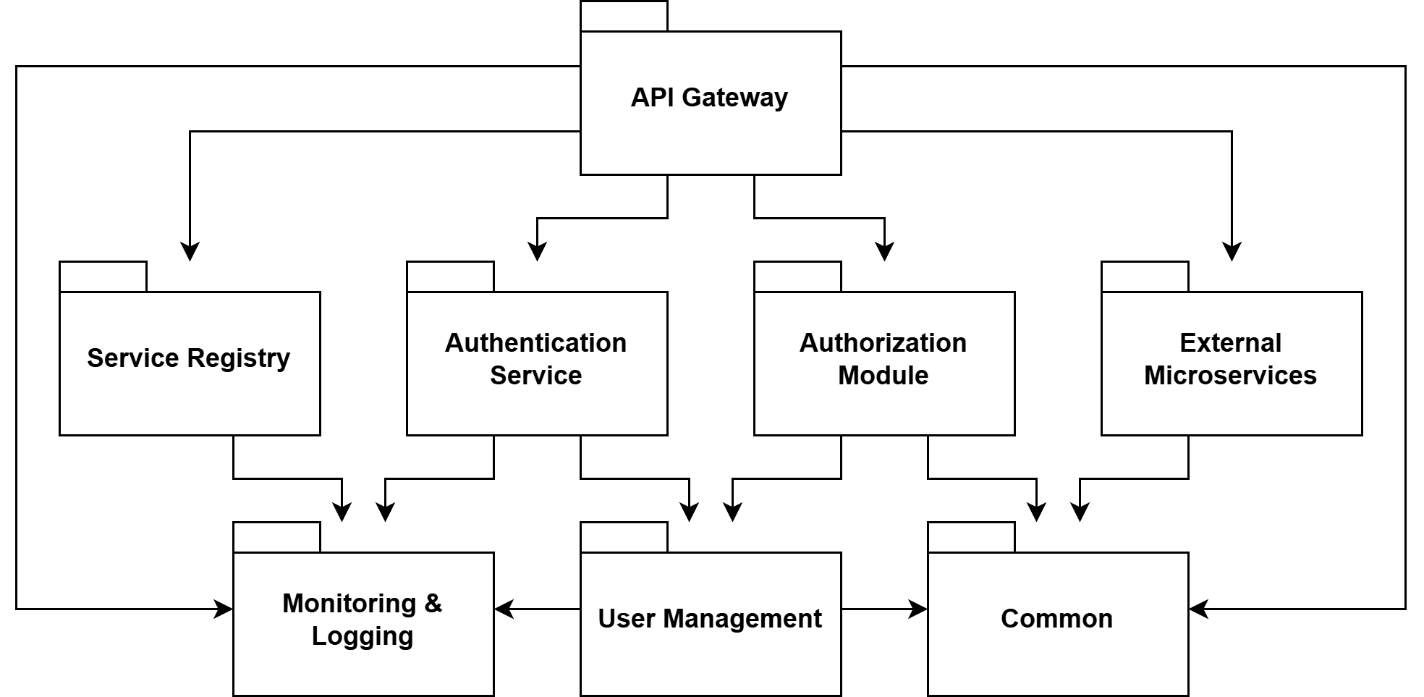 API Gateway
Service Registry
Authentication
Service
Authorization
Module
External
Microservices
Monitoring &
Logging
User Management
Common